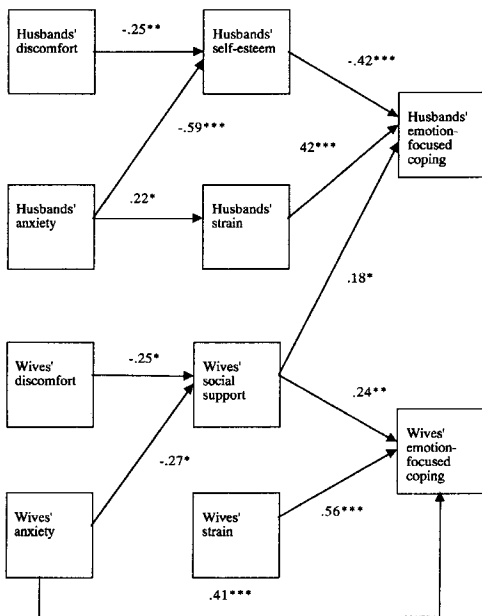 -.25**
Husbands'
discomfort
Husbands'
self-esteem
-.42***
-.59***
Husbands'
emotion-
focused
coping
42***
Husbands'
anxiety
.22*
Husbands'
strain
.18*
Wives'
discomfort
-.25*
Wives'
social
support
.24**
-.27*
Wives'
emotion-
focused
coping
Wives'
anxiety
Wives'
strain
.56***
.41***